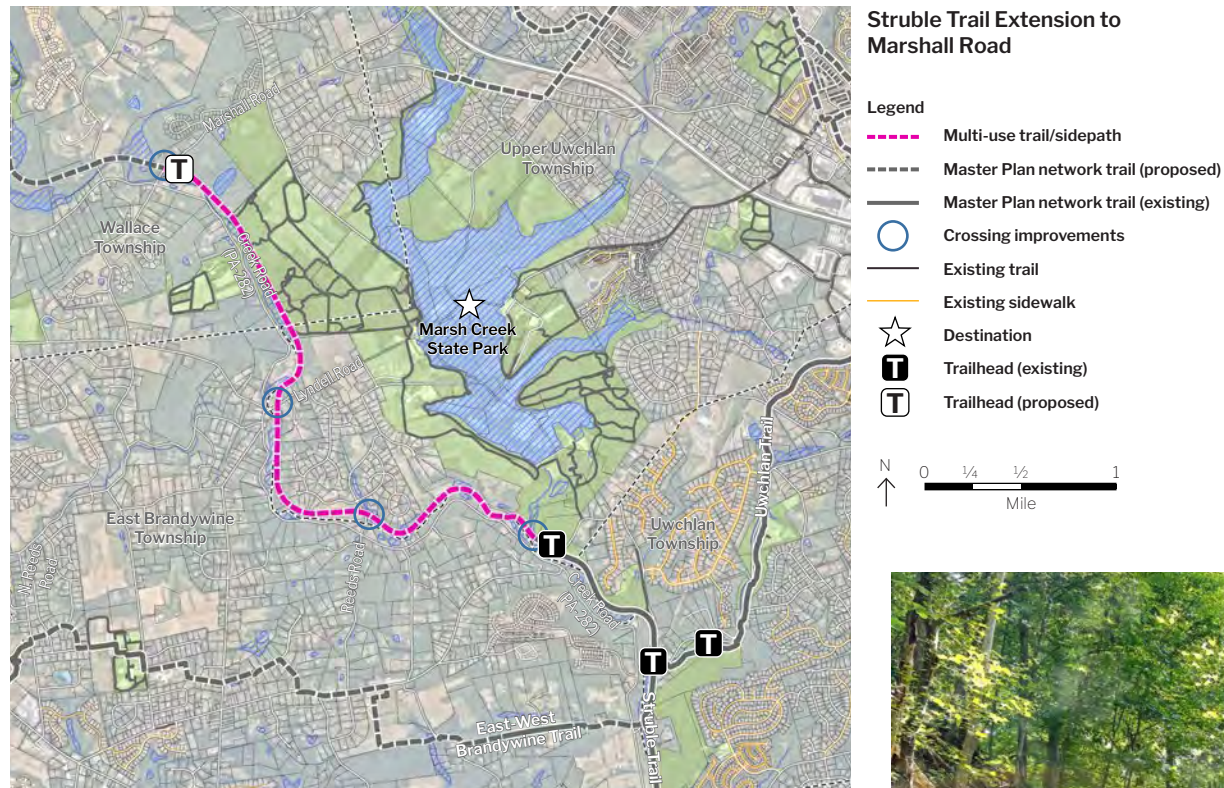 Struble Trail Extension to
Marshall Road
Legend
Multi-use trail/sidepath
Master Plan network trail (proposed)
Master Plan network trail (existing)
Crossing improvements
Existing trail
Existing sidewalk
Destination
T Trailhead (existing)
T Trailhead (proposed)
N
0 ¼ ½ 1
Mile
Marshall Road
Upper Uwchlan
Township
T
Wallace
Township
Creek Road
(PA-282)
Marsh Creek
State Park
Lyndell Road
Uwchlan Trail
East Brandywine
Township
Uwchlan
Township
N. Reeds
Road
Reeds Road
T
Creek Road
(PA-282)
T
T
Struble Trail
East-West
Brandywine Trail